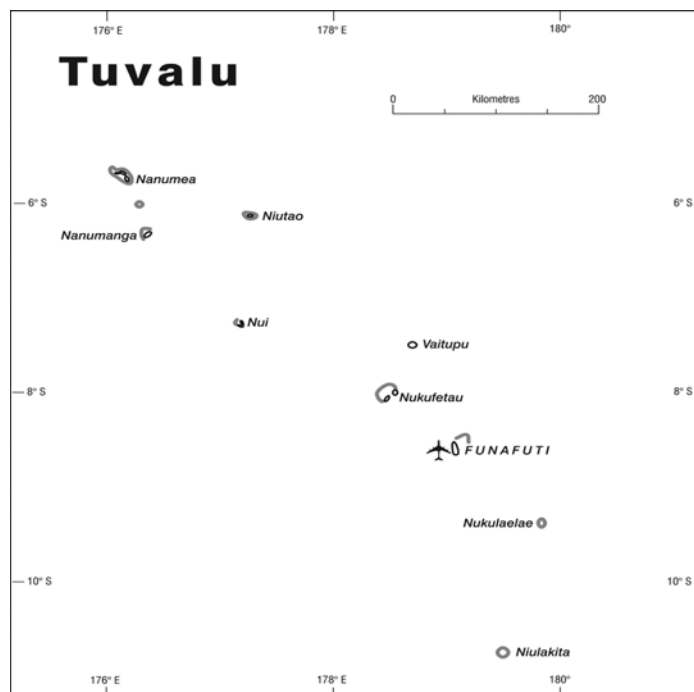 176° E 178° E 180°
Tuvalu
0 Kilometres 200
Nanumea
6° S 6° S
Niutao
Nanumanga
Nui
Vaitupu
8° S 8° S
Nukufetau
FUNAFUTI
Nukulaelae
10° S 10° S
Niulakita
176° E 178° E 180°